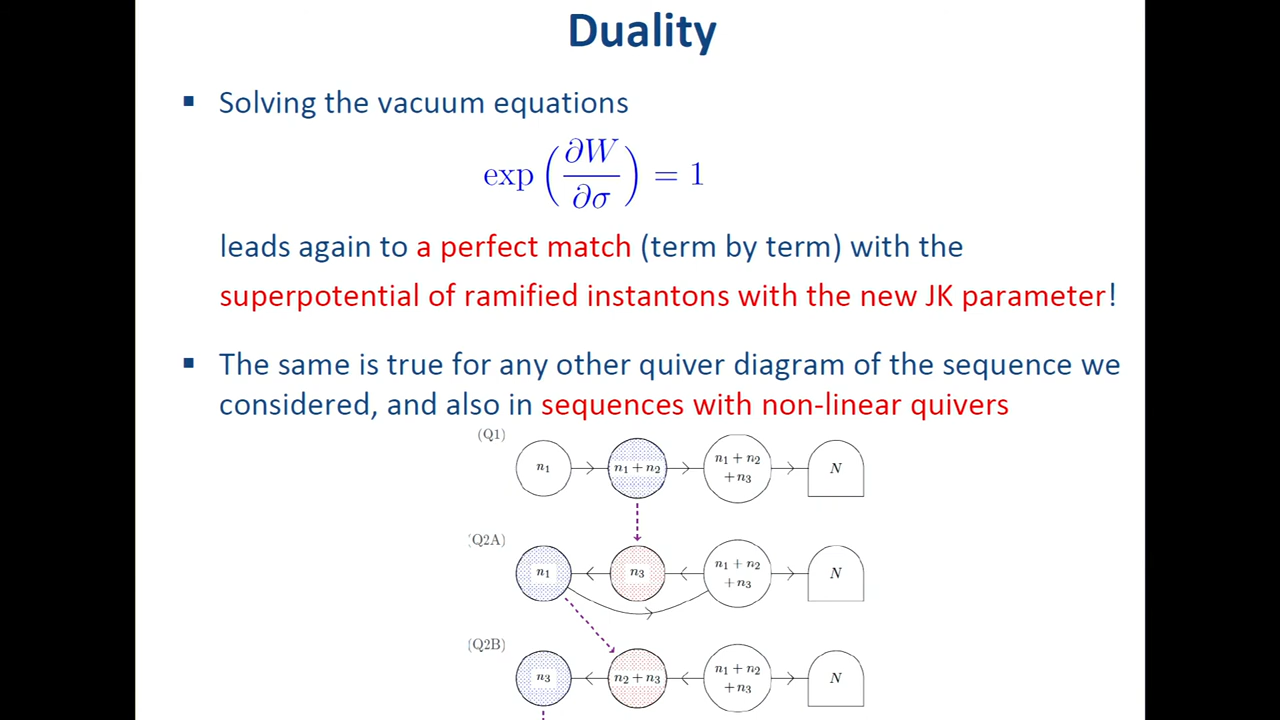 Duality
▪ Solving the vacuum equations
exp(∂W/∂σ) = 1
leads again to a perfect match (term by term) with the
superpotential of ramified instantons with the new JK parameter!
▪ The same is true for any other quiver diagram of the sequence we
considered, and also in sequences with non-linear quivers
(Q1)
n₁ n₁ + n₂ n₁ + n₂ + n₃ N
(Q2A)
n₁ n₃ n₁ + n₂ + n₃ N
(Q2B)
n₃ n₂ + n₃ n₁ + n₂ + n₃ N